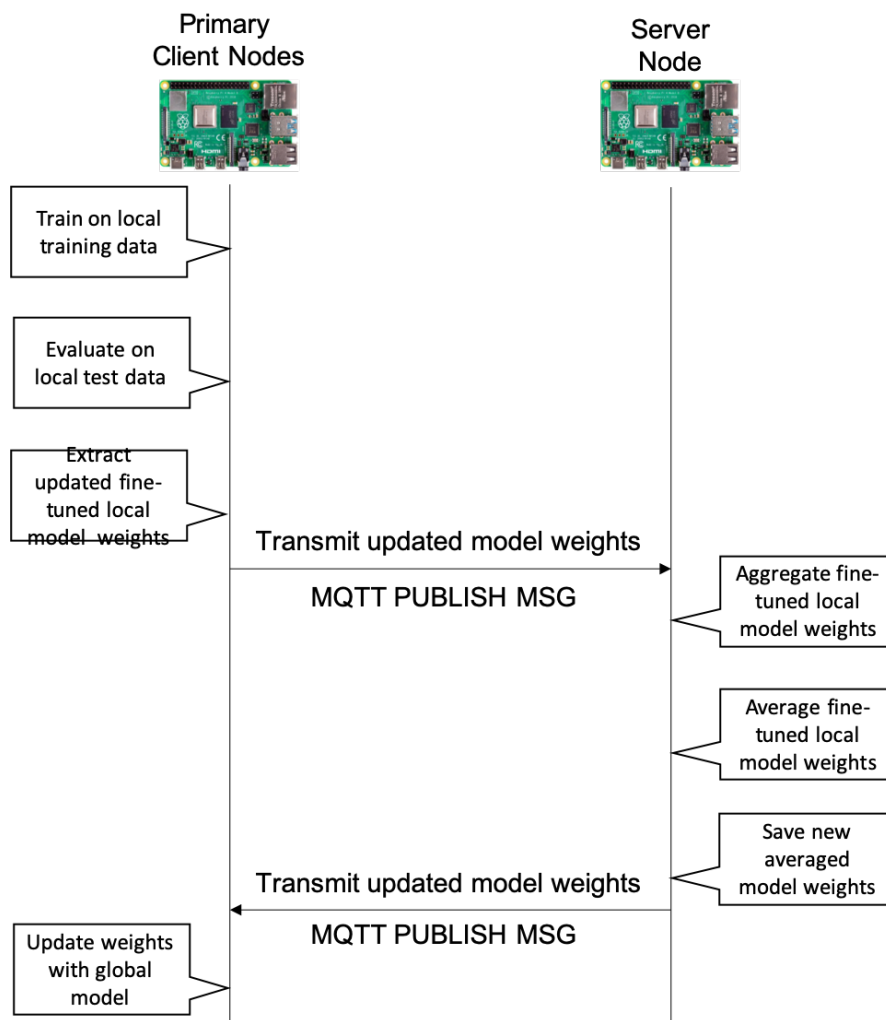 Primary
Client Nodes
Server
Node
HDMI
HDMI
Train on local
training data
Evaluate on
local test data
Extract
updated fine-
tuned local
model weights
Transmit updated model weights
MQTT PUBLISH MSG
Aggregate fine-
tuned local
model weights
Average fine-
tuned local
model weights
Save new
averaged
model weights
Transmit updated model weights
MQTT PUBLISH MSG
Update weights
with global
model